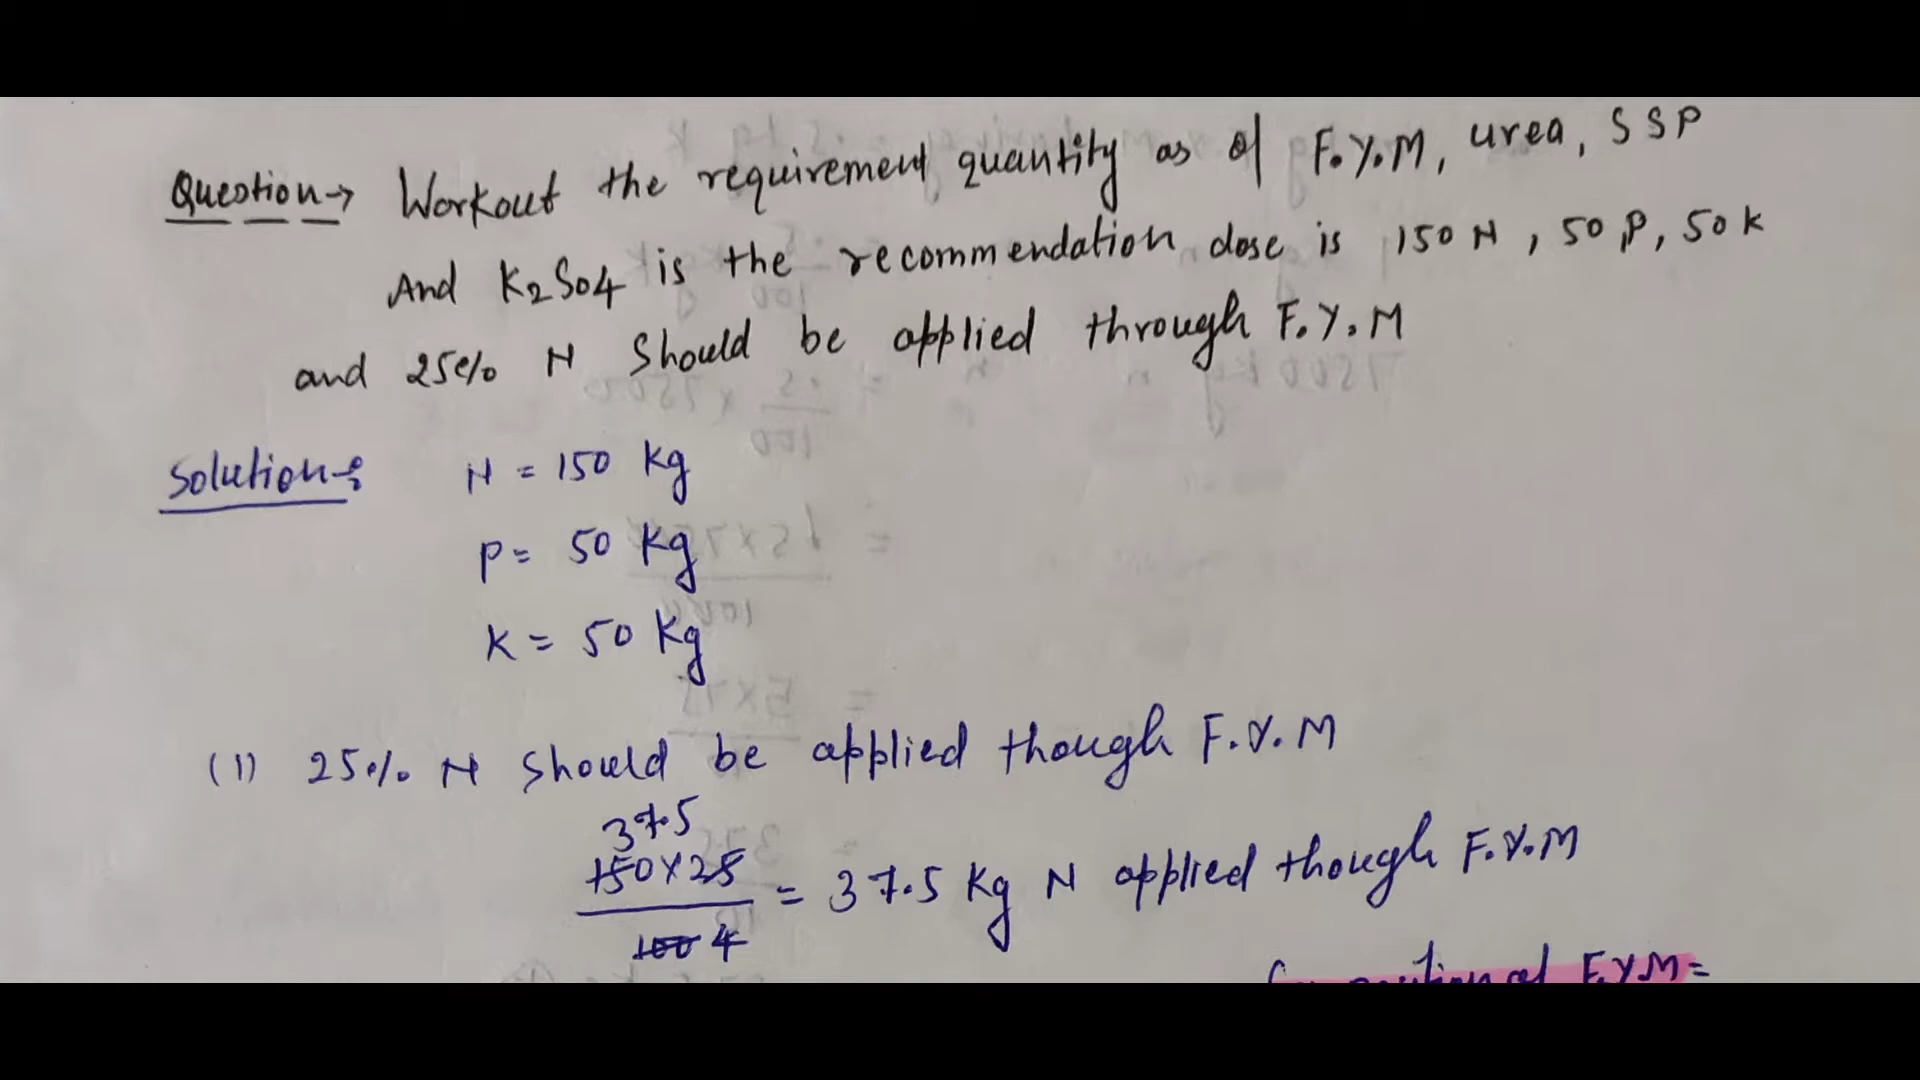 Question→ Workout the requirement quantity as of F.Y.M, urea, SSP
And K2SO4 is the recommendation dose is 150 N, 50 P, 50 K
and 25% N Should be applied through F.Y.M
Solution:
N = 150 kg
P = 50 kg
K = 50 kg
(1) 25% N should be applied though F.Y.M
37.5
150×25
100 4
= 37.5 kg N applied though F.Y.M
of F.Y.M=